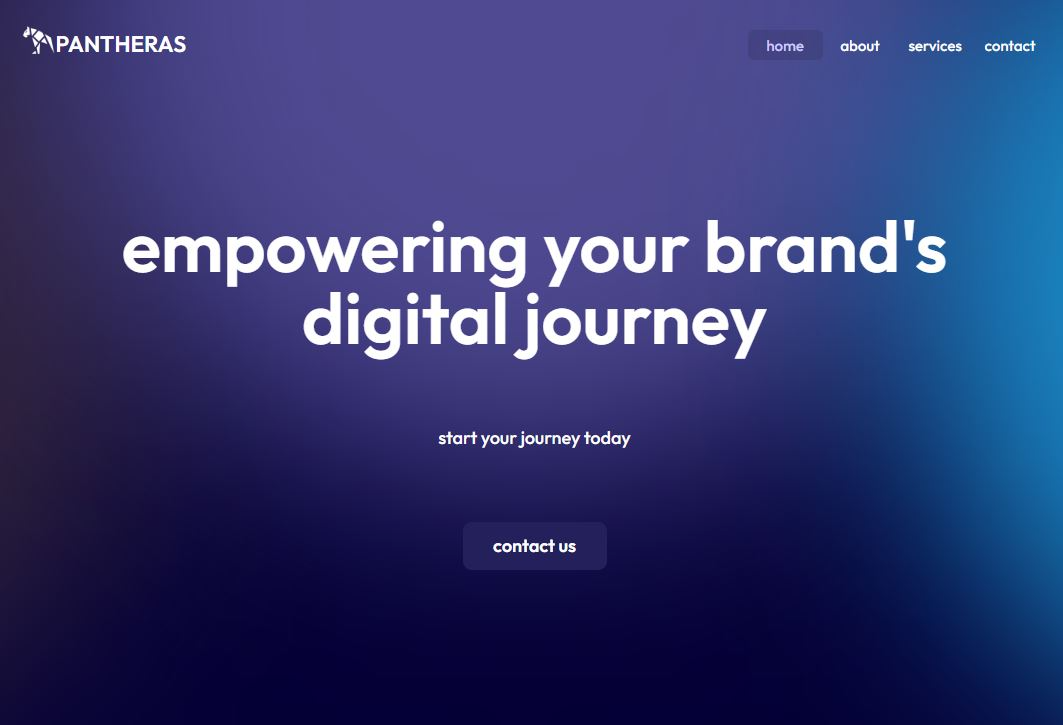 PANTHERAS
home about services contact
empowering your brand's
digital journey
start your journey today
contact us